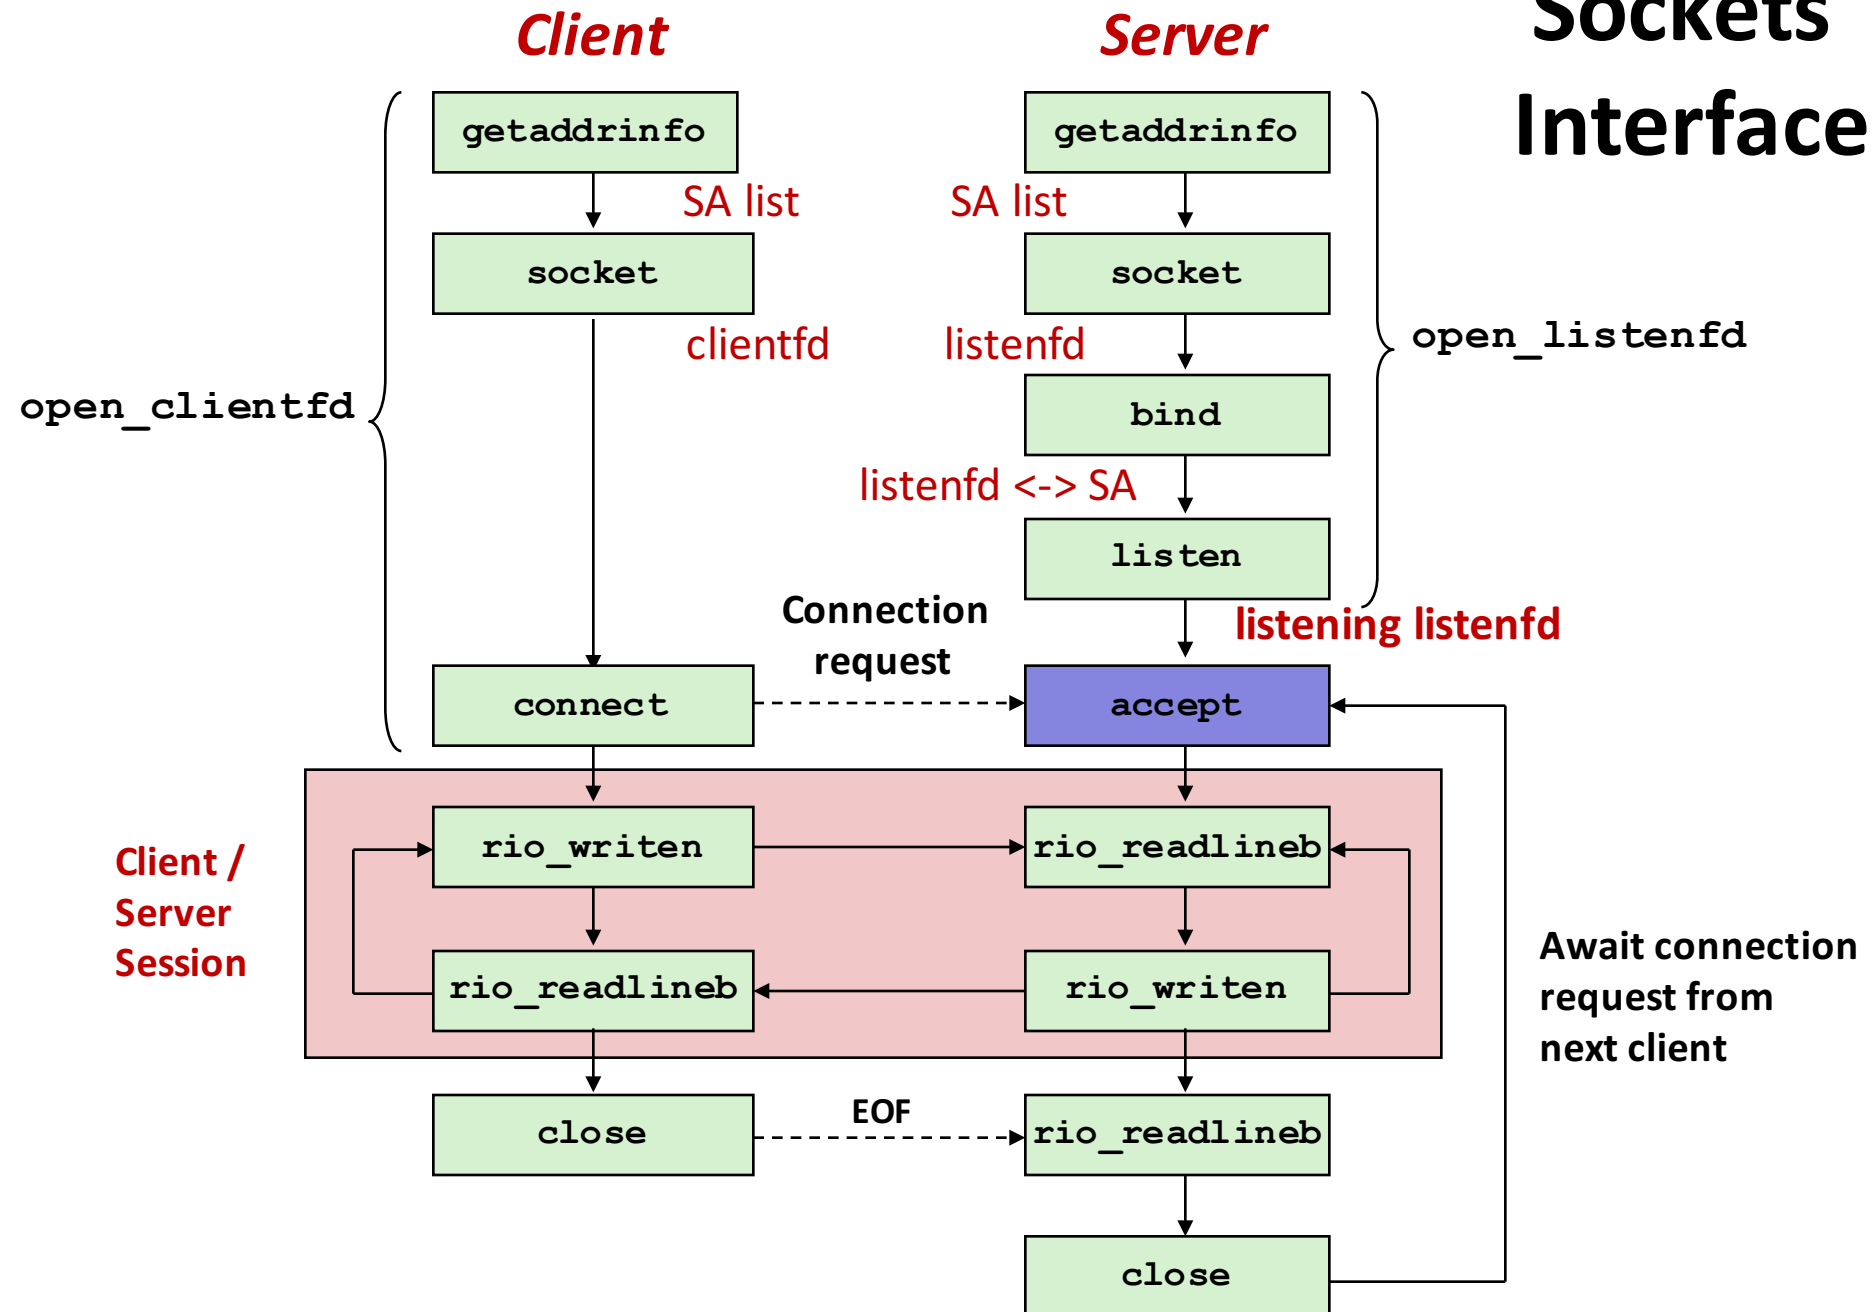 Sockets
Interface
Client
Server
getaddrinfo
getaddrinfo
SA list
SA list
socket
socket
clientfd
listenfd
open_listenfd
open_clientfd
bind
listenfd <-> SA
listen
Connection
request
listening listenfd
connect
accept
Client /
Server
Session
rio_writen
rio_readlineb
rio_readlineb
rio_writen
Await connection
request from
next client
close
EOF
rio_readlineb
close